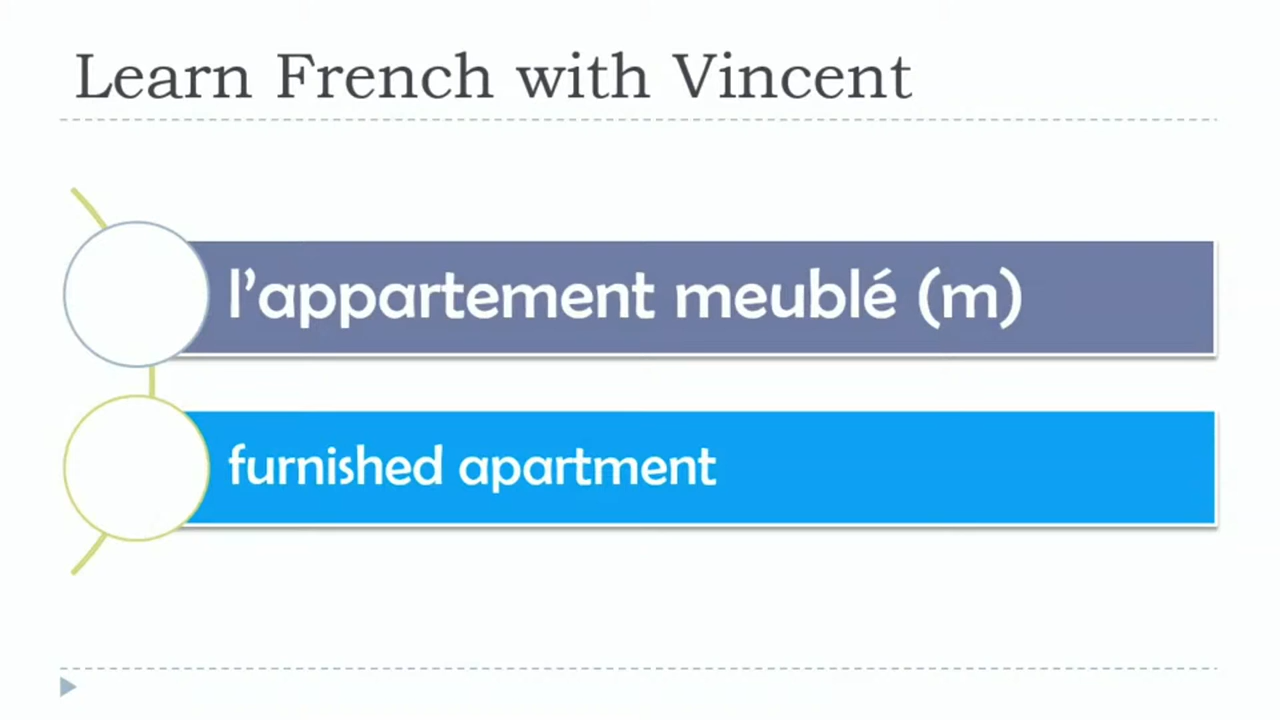 Learn French with Vincent
l’appartement meublé (m)
furnished apartment